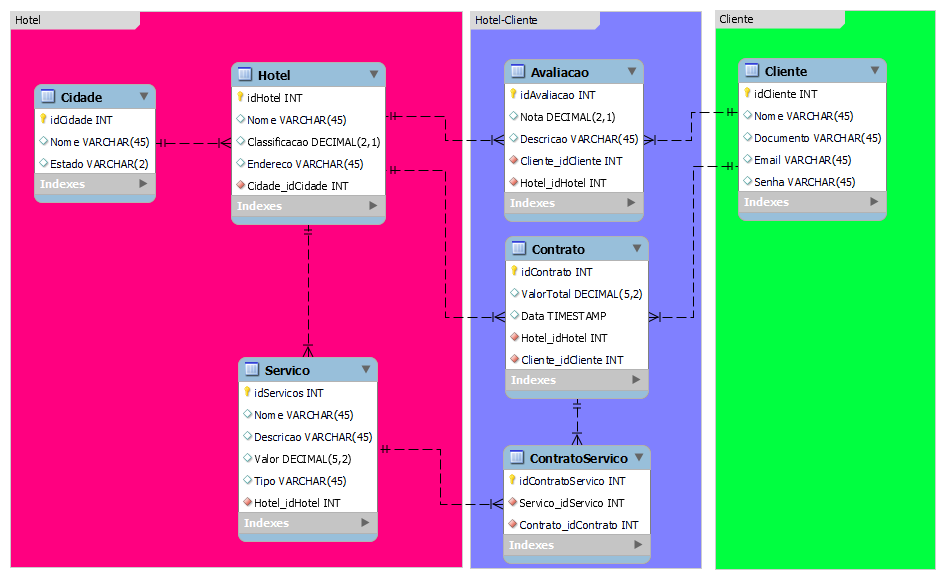 Hotel
Cidade
idCidade INT
Nome VARCHAR(45)
Estado VARCHAR(2)
Indexes
Hotel
idHotel INT
Nome VARCHAR(45)
Classificacao DECIMAL(2,1)
Endereco VARCHAR(45)
Cidade_idCidade INT
Indexes
Servico
idServicos INT
Nome VARCHAR(45)
Descricao VARCHAR(45)
Valor DECIMAL(5,2)
Tipo VARCHAR(45)
Hotel_idHotel INT
Indexes
Hotel-Cliente
Avaliacao
idAvaliacao INT
Nota DECIMAL(2,1)
Descricao VARCHAR(45)
Cliente_idCliente INT
Hotel_idHotel INT
Indexes
Contrato
idContrato INT
ValorTotal DECIMAL(5,2)
Data TIMESTAMP
Hotel_idHotel INT
Cliente_idCliente INT
Indexes
ContratoServico
idContratoServico INT
Servico_idServico INT
Contrato_idContrato INT
Indexes
Cliente
Cliente
idCliente INT
Nome VARCHAR(45)
Documento VARCHAR(45)
Email VARCHAR(45)
Senha VARCHAR(45)
Indexes